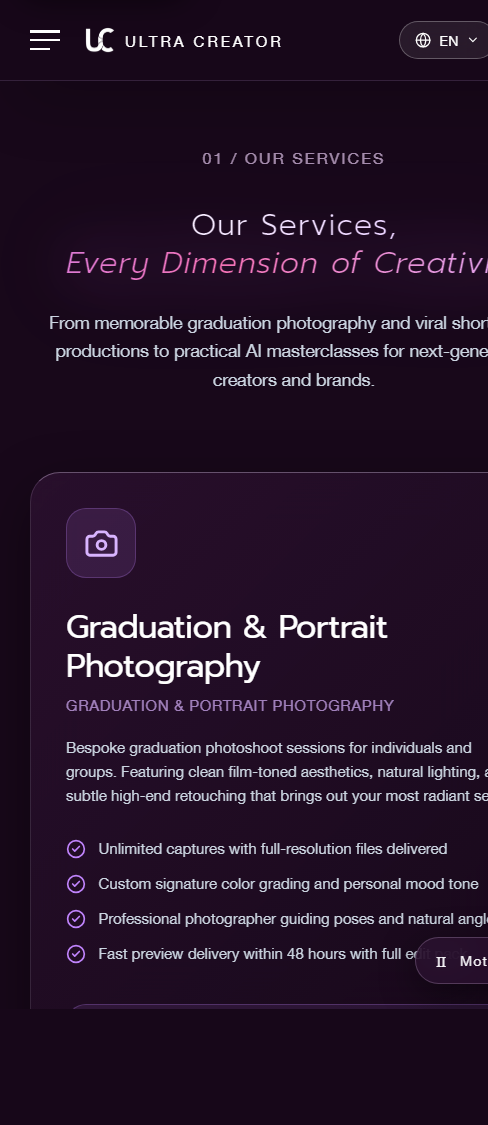 UC ULTRA CREATOR
EN
01 / OUR SERVICES
Our Services,
Every Dimension of Creativi
From memorable graduation photography and viral short
productions to practical AI masterclasses for next-gene
creators and brands.
Graduation & Portrait
Photography
GRADUATION & PORTRAIT PHOTOGRAPHY
Bespoke graduation photoshoot sessions for individuals and
groups. Featuring clean film-toned aesthetics, natural lighting, a
subtle high-end retouching that brings out your most radiant se
Unlimited captures with full-resolution files delivered
Custom signature color grading and personal mood tone
Professional photographer guiding poses and natural angle
Fast preview delivery within 48 hours with full edit
Mot